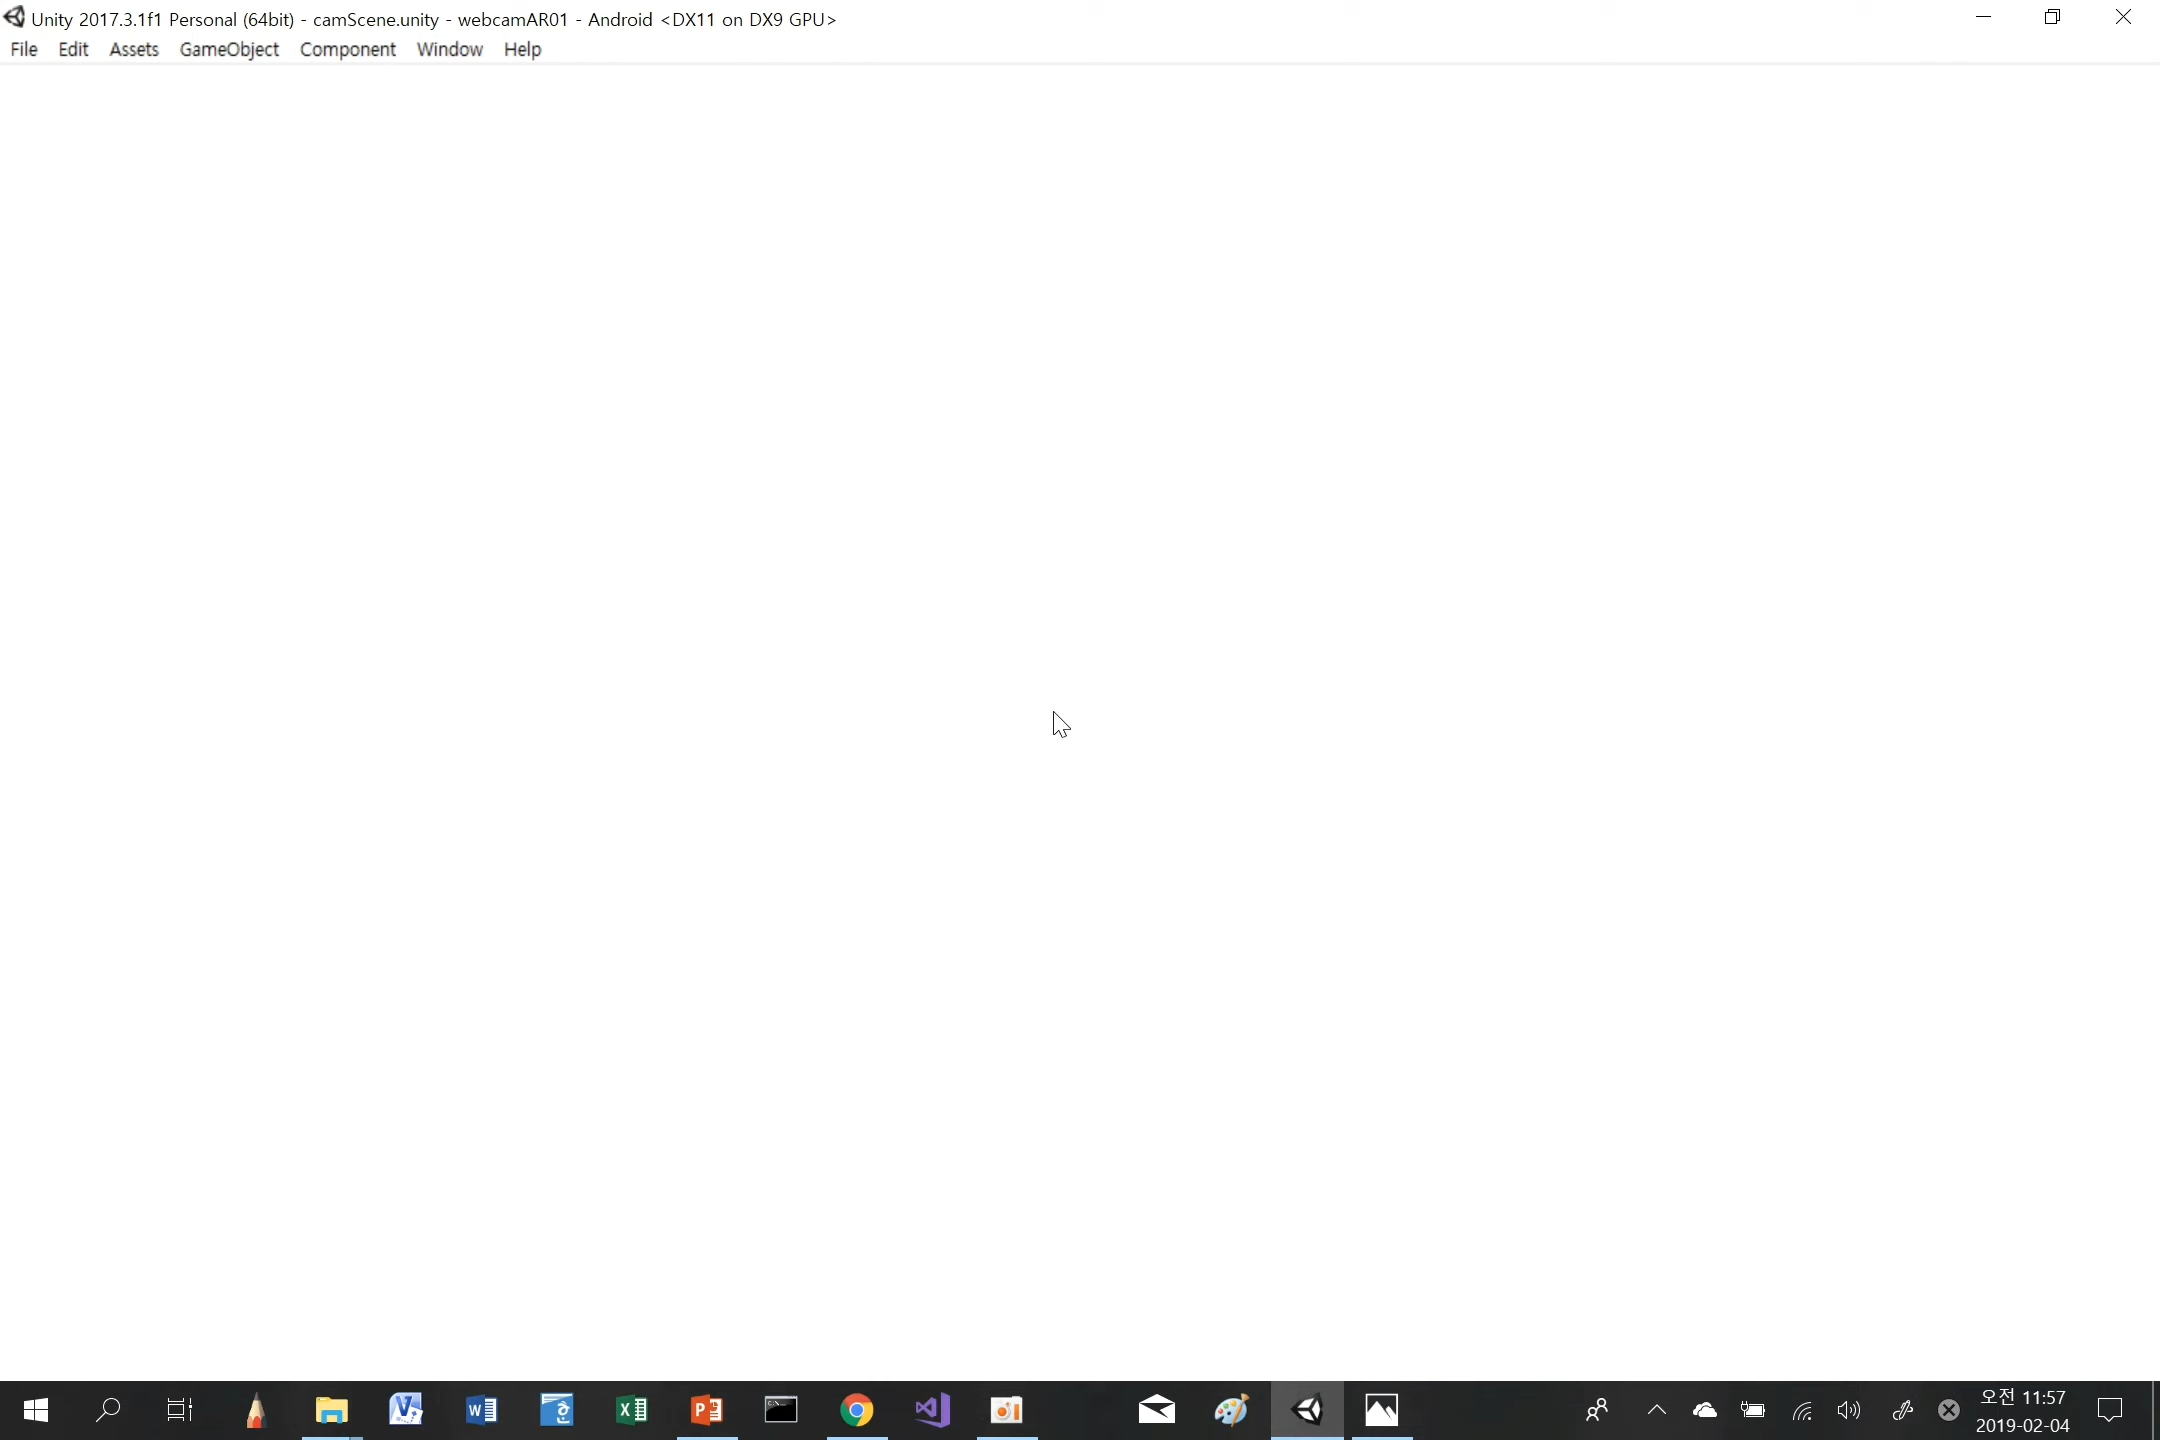 Unity 2017.3.1f1 Personal (64bit) - camScene.unity - webcamAR01 - Android <DX11 on DX9 GPU>
File Edit Assets GameObject Component Window Help
오전 11:57
2019-02-04